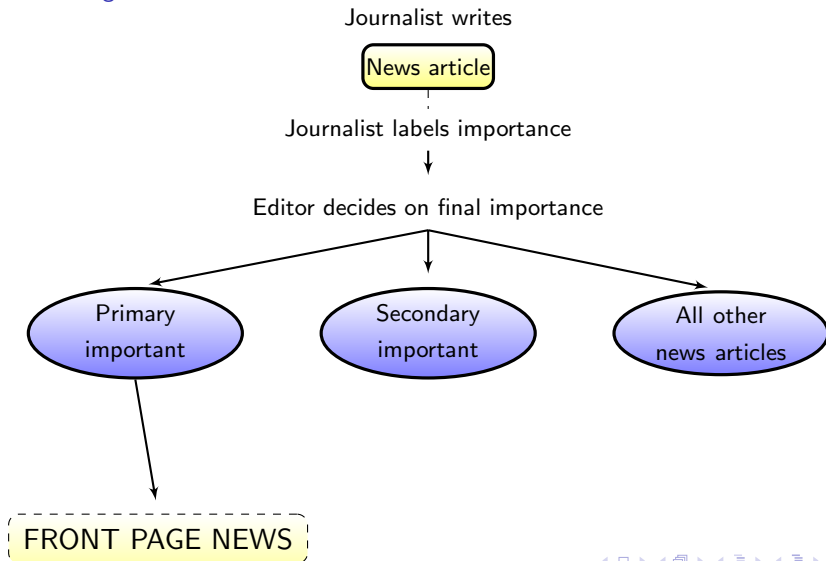 Journalist writes
News article
Journalist labels importance
Editor decides on final importance
Primary
important
Secondary
important
All other
news articles
FRONT PAGE NEWS